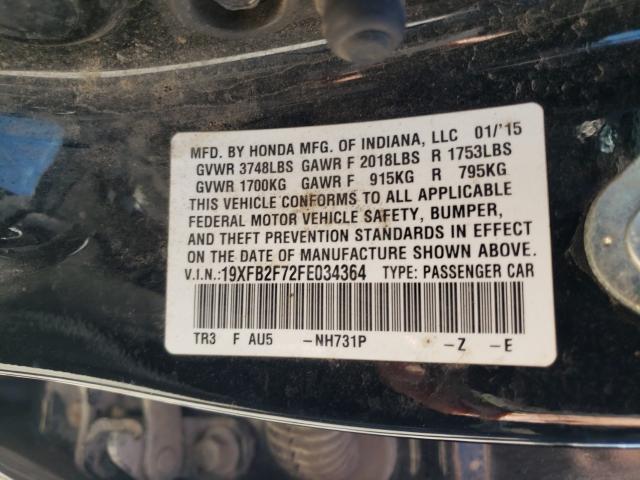 MFD. BY HONDA MFG. OF INDIANA, LLC 01/'15
GVWR 3748LBS GAWR F 2018LBS R 1753LBS
GVWR 1700KG GAWR F 915KG R 795KG
THIS VEHICLE CONFORMS TO ALL APPLICABLE
FEDERAL MOTOR VEHICLE SAFETY, BUMPER,
AND THEFT PREVENTION STANDARDS IN EFFECT
ON THE DATE OF MANUFACTURE SHOWN ABOVE.
V.I.N.:19XFB2F72FE034364 TYPE: PASSENGER CAR
TR3 F AU5 -NH731P -Z -E